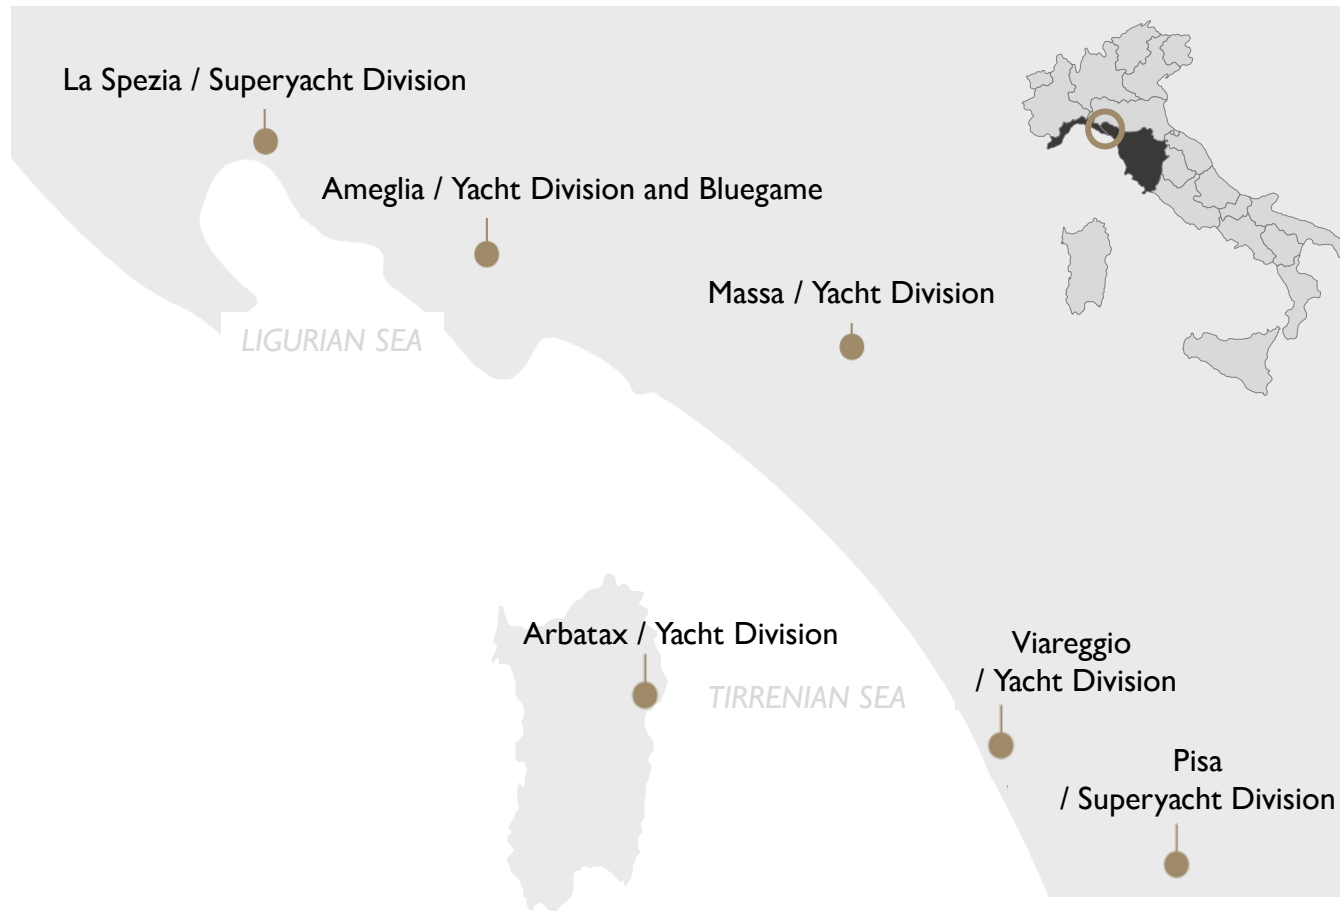 La Spezia / Superyacht Division
Ameglia / Yacht Division and Bluegame
Massa / Yacht Division
LIGURIAN SEA
Arbatax / Yacht Division
TIRRENIAN SEA
Viareggio
/ Yacht Division
Pisa
/ Superyacht Division